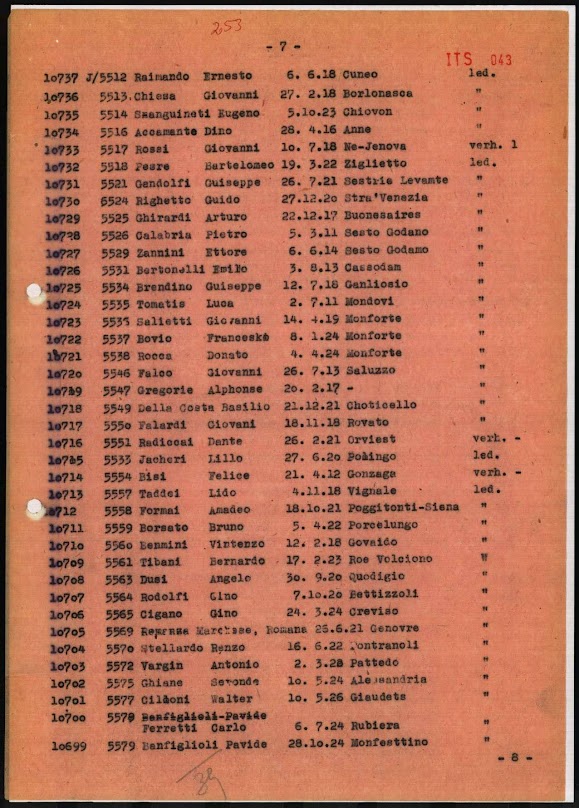 253
- 7 -
ITS 043
10737 J/5512 Raimando Ernesto 6. 6.18 Cuneo led.
10736 5513 Chiesa Giovanni 27. 2.18 Borlonasca "
10735 5514 Smanguineti Eugeno 5.10.23 Chiovon "
10734 5516 Accamante Dino 28. 4.16 Anne "
10733 5517 Rossi Giovanni 10. 7.18 Ne-Jenova verh. 1
10732 5518 Fesre Bartelomeo 19. 3.22 Ziglietto led.
10731 5521 Gandolfi Guiseppe 26. 7.21 Sestria Levamte "
10730 6524 Righetto Guido 27.12.20 Stra'Venezia "
10729 5525 Ghirardi Arturo 22.12.17 Buonesaires "
10728 5526 Calabria Pietro 5. 3.11 Sesto Godano "
10727 5529 Zannini Ettore 6. 6.14 Sesto Godamo "
10726 5531 Bertonelli Emilo 3. 8.13 Cassodam "
10725 5534 Brendino Guiseppe 12. 7.18 Ganliosio "
10724 5535 Tomatis Luca 2. 7.11 Mondovi "
10723 5535 Salietti Giovanni 14. 4.19 Monforte "
10722 5537 Bovio Franceske 8. 1.24 Monforte "
10721 5538 Rocca Donato 4. 4.24 Monforte "
10720 5546 Falco Giovanni 26. 7.13 Saluzzo "
10719 5547 Gregorie Alphonse 20. 2.17 - "
10718 5549 Della Costa Basilio 21.12.21 Choticello "
10717 5550 Falardi Giovani 18.11.18 Rovato "
10716 5551 Radiccai Dante 26. 2.21 Orviest verh. -
10715 5533 Jacheri Lillo 27. 6.20 Polingo led.
10714 5554 Bisi Felice 21. 4.12 Gonzaga verh. -
10713 5557 Taddei Lido 4.11.18 Vignale led.
10712 5558 Formai Amadeo 18.10.21 Poggitonti-Siena "
10711 5559 Borsato Bruno 5. 4.22 Porcelungo "
10710 5560 Benmini Vintenzo 12. 2.18 Govaido "
10709 5561 Tibani Bernardo 17. 2.23 Roe Volciono "
10708 5563 Dusi Angelo 30. 9.20 Quodigio "
10707 5564 Rodolfi Gino 7.10.20 Bettizzoli "
10706 5565 Cigano Gino 24. 3.24 Creviso "
10705 5569 Marchese, Romana 26.6.21 Genovre "
10704 5570 Stellardo Renzo 16. 6.22 Pontranoli "
10703 5572 Vargin Antonio 2. 3.28 Pattedo "
10702 5575 Ghiane Seconde 10. 5.24 Alessandria "
10701 5577 Cildoni Walter 10. 5.26 Giaudets "
10700 5578 Banfiglioli-Pavide
Ferretti Carlo 6. 7.24 Rubiera "
10699 5579 Banfiglioli Pavide 28.10.24 Monfesttino "
- 8 -